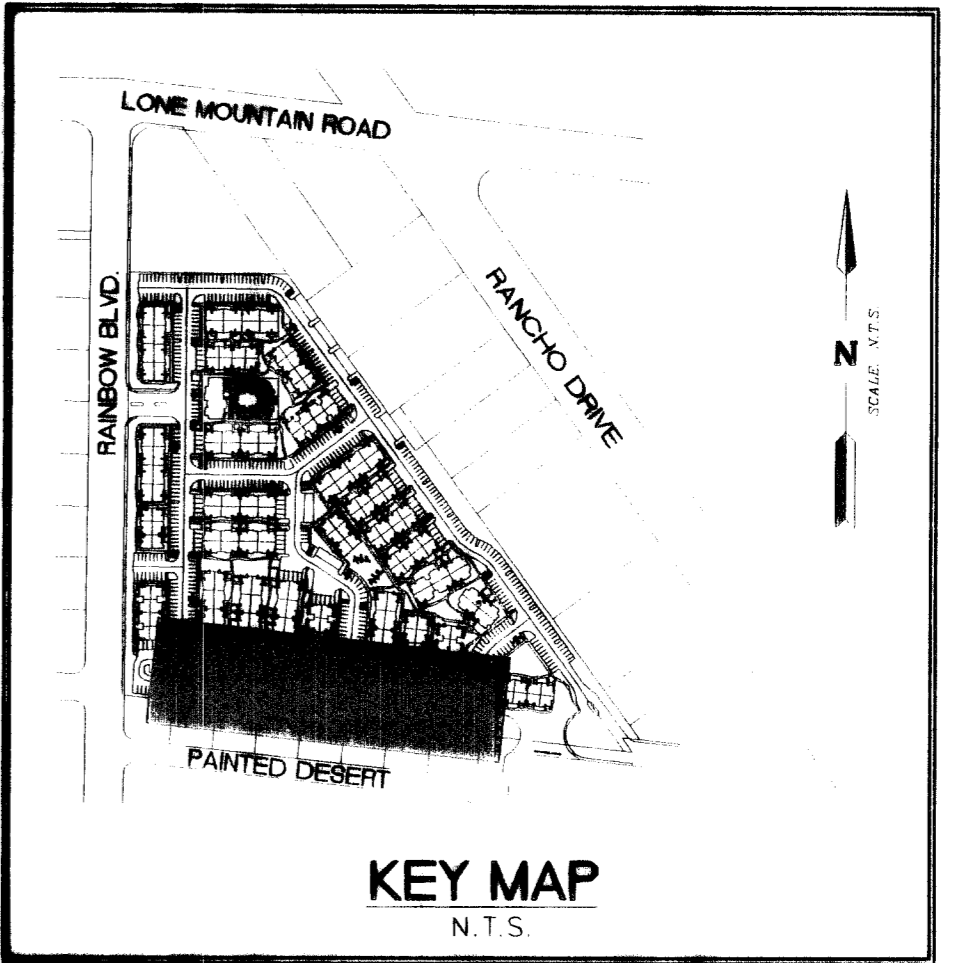 LONE MOUNTAIN ROAD
RAINBOW BLVD.
RANCHO DRIVE
N
SCALE N.T.S.
PAINTED DESERT
KEY MAP
N.T.S.